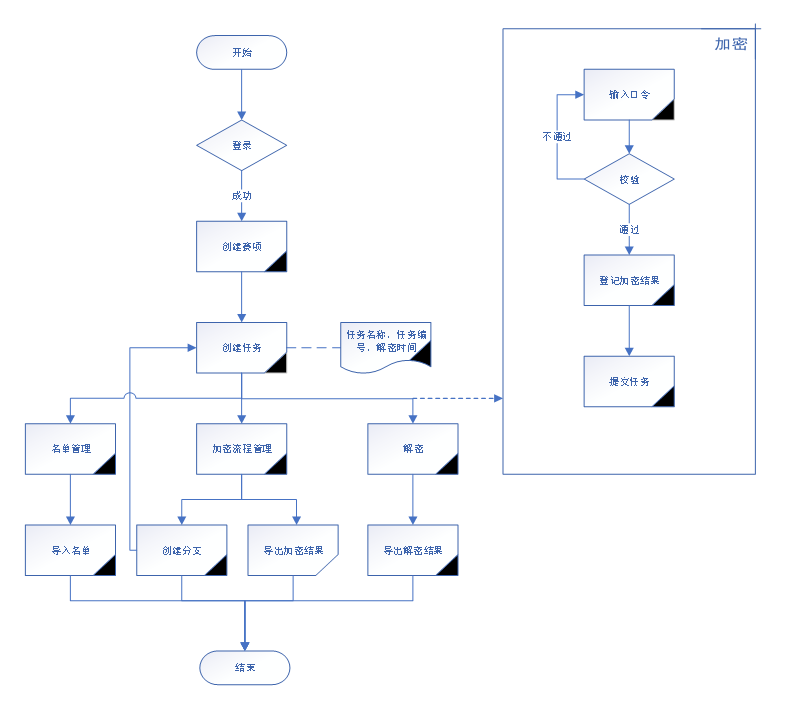 开始
登录
成功
创建赛项
创建任务
任务名称、任务编
号、解密时间
名单管理
加密流程管理
解密
导入名单
创建分支
导出加密结果
导出解密结果
结束
加密
输入口令
不通过
校验
通过
登记加密结果
提交任务